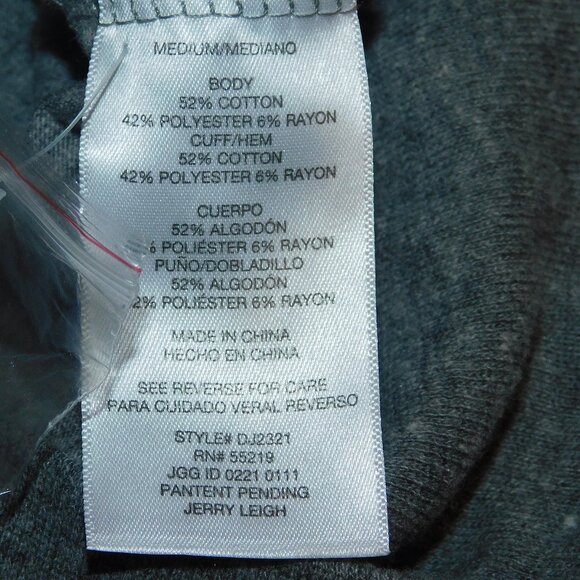 MEDIUM/MEDIANO
BODY
52% COTTON
42% POLYESTER 6% RAYON
CUFF/HEM
52% COTTON
42% POLYESTER 6% RAYON
CUERPO
52% ALGODÓN
% POLIÉSTER 6% RAYON
PUÑO/DOBLADILLO
52% ALGODÓN
2% POLIÉSTER 6% RAYON
MADE IN CHINA
HECHO EN CHINA
SEE REVERSE FOR CARE
PARA CUIDADO VERAL REVERSO
STYLE# DJ2321
RN# 55219
JGG ID 0221 0111
PANTENT PENDING
JERRY LEIGH